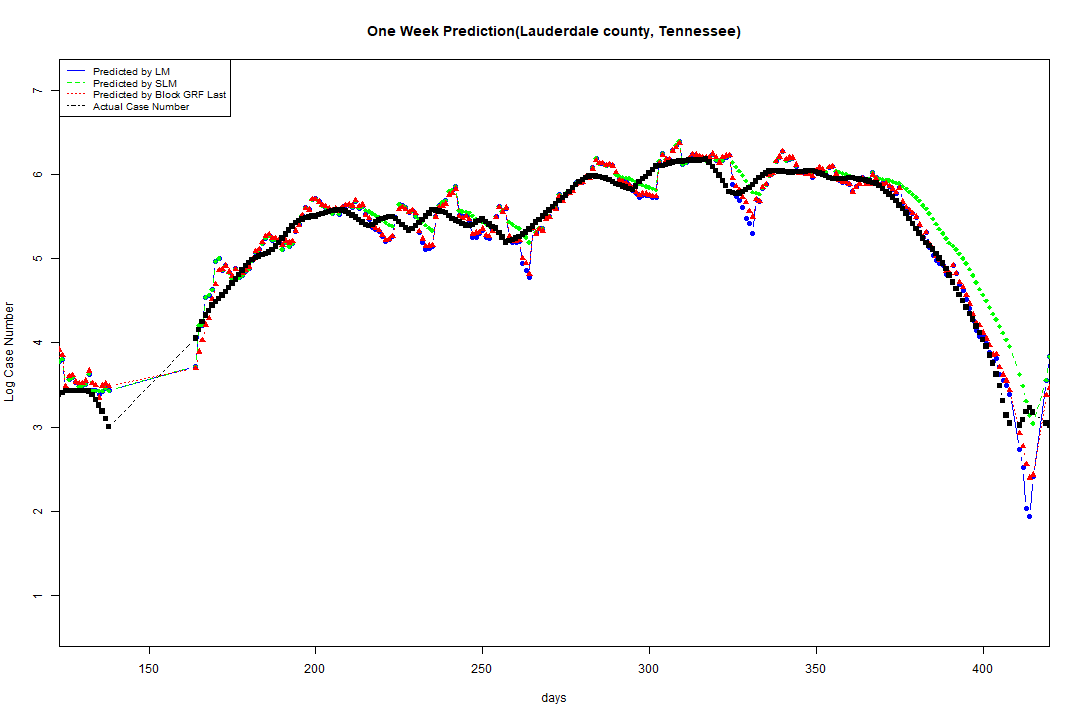 One Week Prediction(Lauderdale county, Tennessee)
Predicted by LM
Predicted by SLM
Predicted by Block GRF Last
Actual Case Number
7
6
5
4
3
2
1
Log Case Number
150 200 250 300 350 400
days